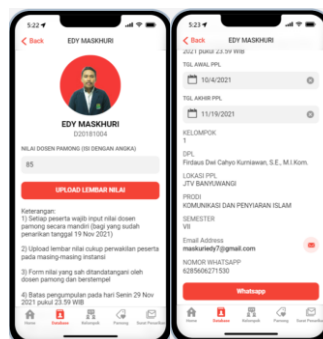 5:22
Back
EDY MASKHURI
EDY MASKHURI
D20181004
NILAI DOSEN PAMONG (ISI DENGAN ANGKA)
85
UPLOAD LEMBAR NILAI
Keterangan:
1) Setiap peserta wajib input nilai dosen
pamong secara mandiri (bagi yang sudah
penarikan tanggal 19 Nov 2021)
2) Upload lembar nilai cukup perwakilan peserta
pada masing-masing instansi
3) Form nilai yang sah ditandatangani oleh
dosen pamong dan berstempel
4) Batas pengumpulan pada hari Senin 29 Nov
2021 pukul 23.59 WIB
Home
Database
Kelompok
Pamong
5:23
Back
EDY MASKHURI
2021 pukul 23.59 WIB
TGL AWAL PPL
10/4/2021
TGL AKHIR PPL
11/19/2021
KELOMPOK
1
DPL
Firdaus Dwi Cahyo Kurniawan, S.E., M.I.Kom.
LOKASI PPL
JTV BANYUWANGI
PRODI
KOMUNIKASI DAN PENYIARAN ISLAM
SEMESTER
VII
Email Address
maskuriedy7@gmail.com
NOMOR WHATSAPP
6285606271530
Whatsapp
Home
Database
Kelompok
Pamong